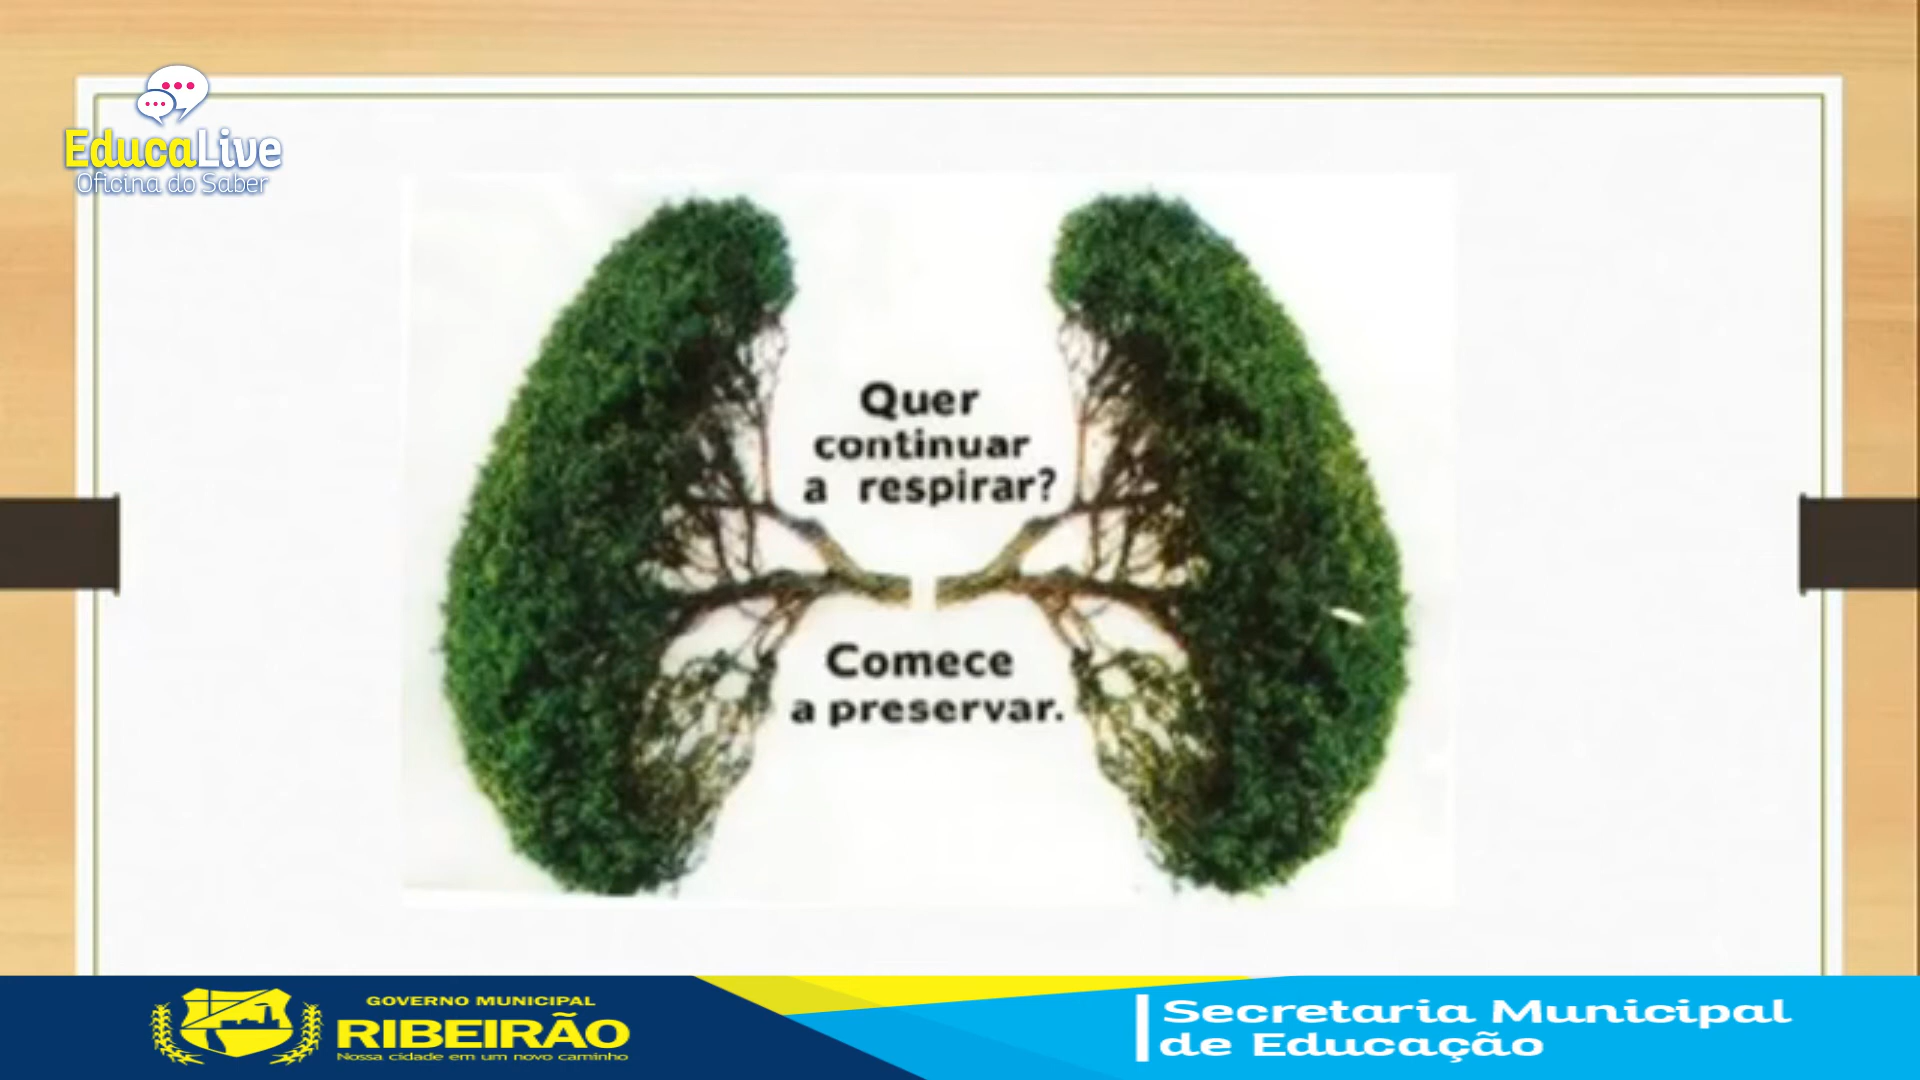 EducaLive
Oficina do Saber
Quer
continuar
a respirar?
Comece
a preservar.
GOVERNO MUNICIPAL
RIBEIRÃO
Nossa cidade em um novo caminho
Secretaria Municipal
de Educação